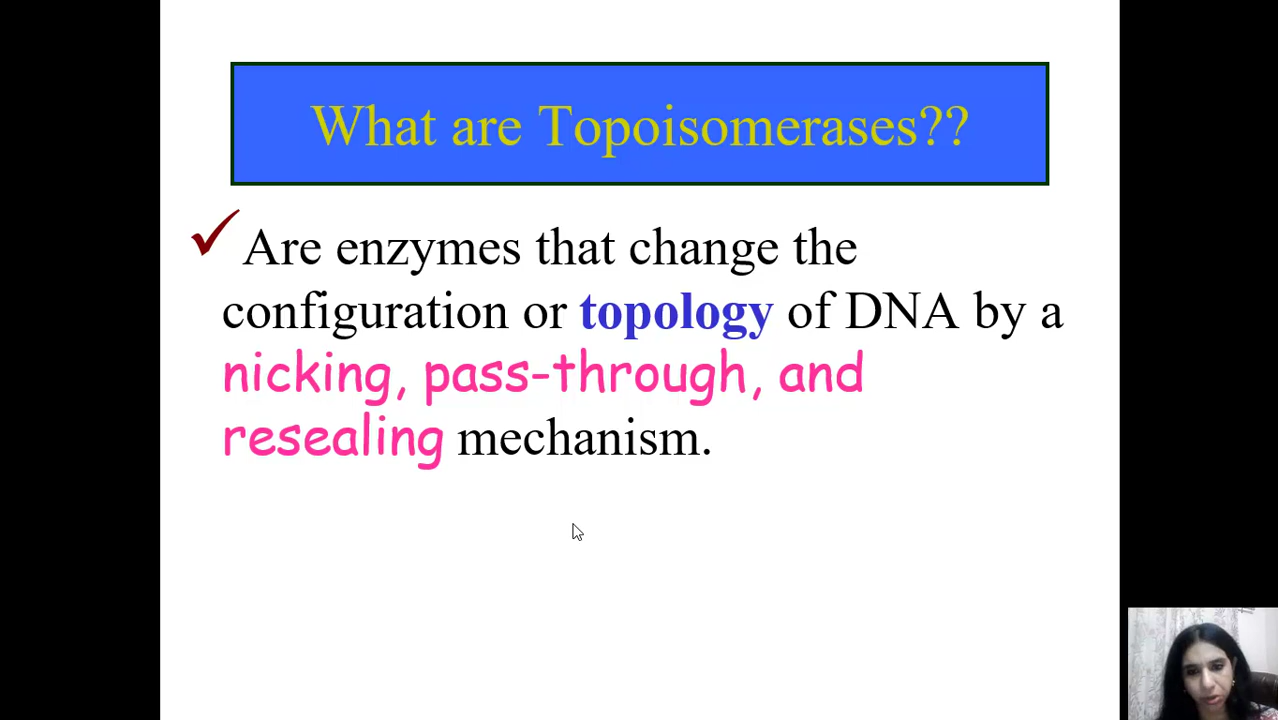 What are Topoisomerases??
Are enzymes that change the
configuration or topology of DNA by a
nicking, pass-through, and
resealing mechanism.